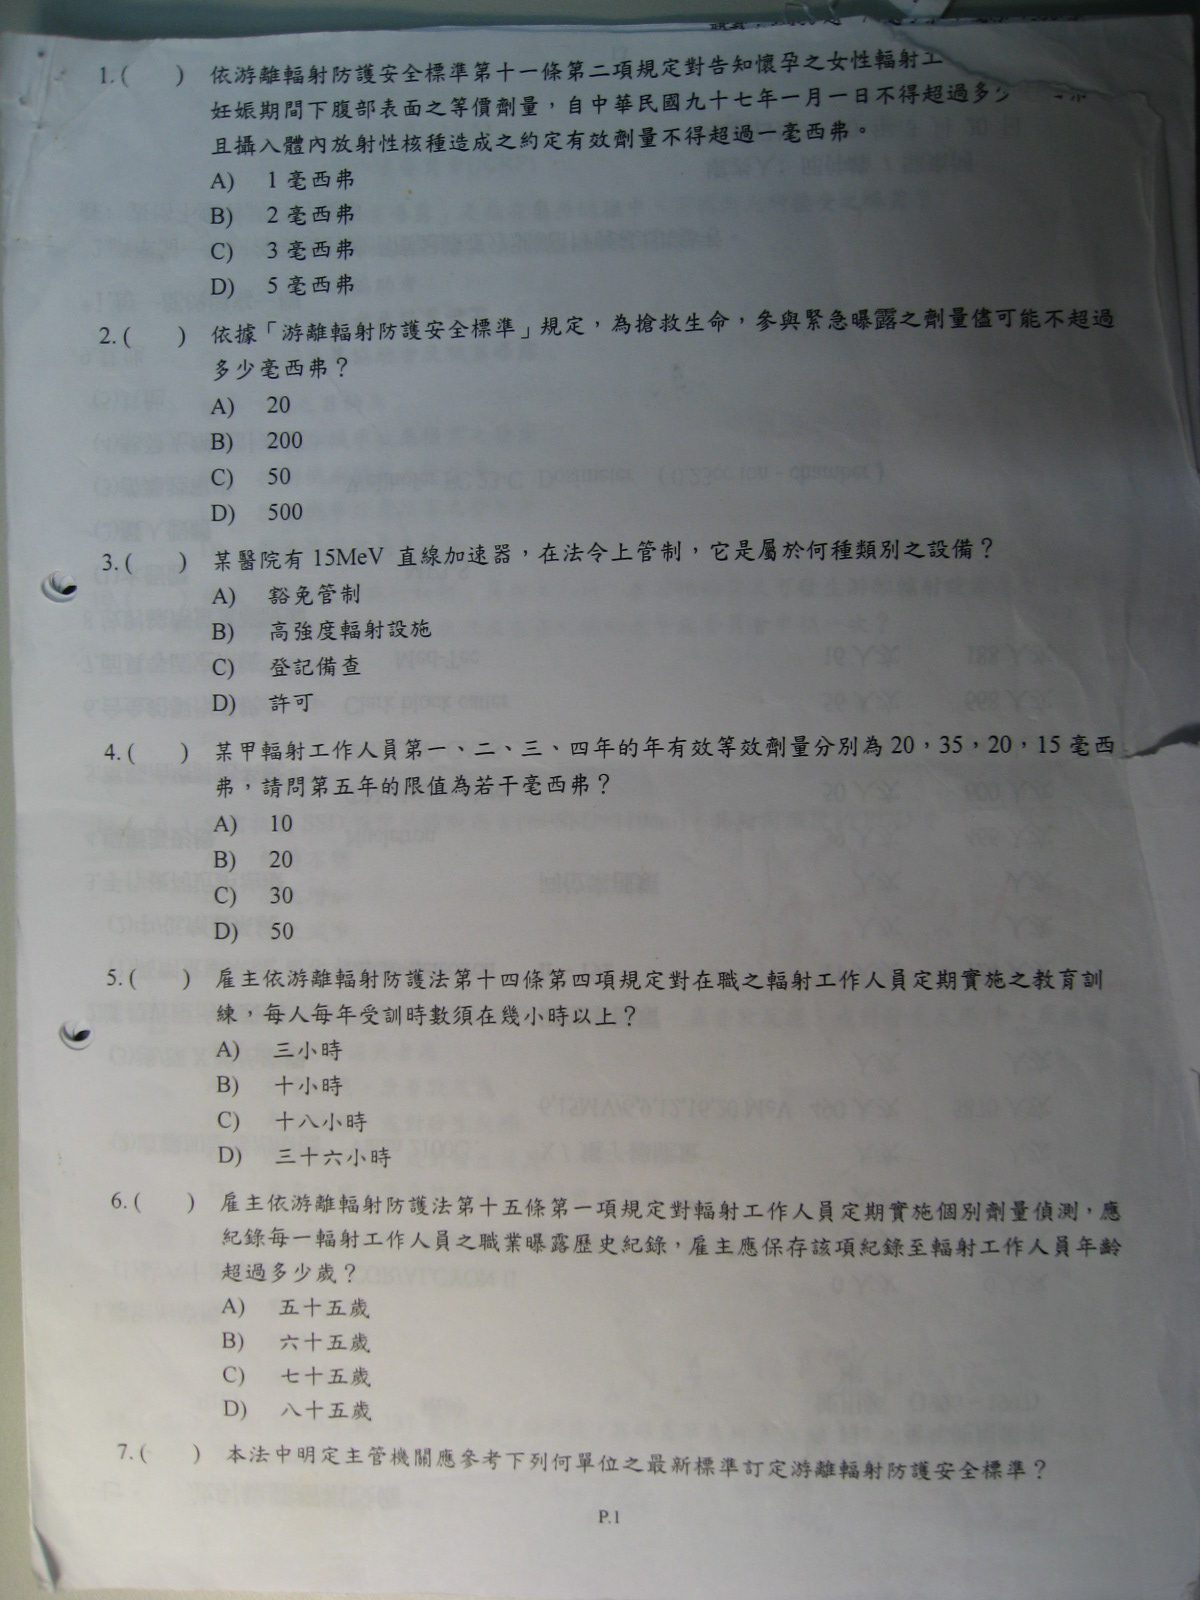 1.( ) 依游離輻射防護安全標準第十一條第二項規定對告知懷孕之女性輻射工
妊娠期間下腹部表面之等價劑量，自中華民國九十七年一月一日不得超過多少
且攝入體內放射性核種造成之約定有效劑量不得超過一毫西弗。
A) 1 毫西弗
B) 2 毫西弗
C) 3 毫西弗
D) 5 毫西弗
2.( ) 依據「游離輻射防護安全標準」規定，為搶救生命，參與緊急曝露之劑量儘可能不超過
多少毫西弗？
A) 20
B) 200
C) 50
D) 500
3.( ) 某醫院有 15MeV 直線加速器，在法令上管制，它是屬於何種類別之設備？
A) 豁免管制
B) 高強度輻射設施
C) 登記備查
D) 許可
4.( ) 某甲輻射工作人員第一、二、三、四年的年有效等效劑量分別為 20，35，20，15 毫西
弗，請問第五年的限值為若干毫西弗？
A) 10
B) 20
C) 30
D) 50
5.( ) 雇主依游離輻射防護法第十四條第四項規定對在職之輻射工作人員定期實施之教育訓
練，每人每年受訓時數須在幾小時以上？
A) 三小時
B) 十小時
C) 十八小時
D) 三十六小時
6.( ) 雇主依游離輻射防護法第十五條第一項規定對輻射工作人員定期實施個別劑量偵測，應
紀錄每一輻射工作人員之職業曝露歷史紀錄，雇主應保存該項紀錄至輻射工作人員年齡
超過多少歲？
A) 五十五歲
B) 六十五歲
C) 七十五歲
D) 八十五歲
7.( ) 本法中明定主管機關應參考下列何單位之最新標準訂定游離輻射防護安全標準？
P.1